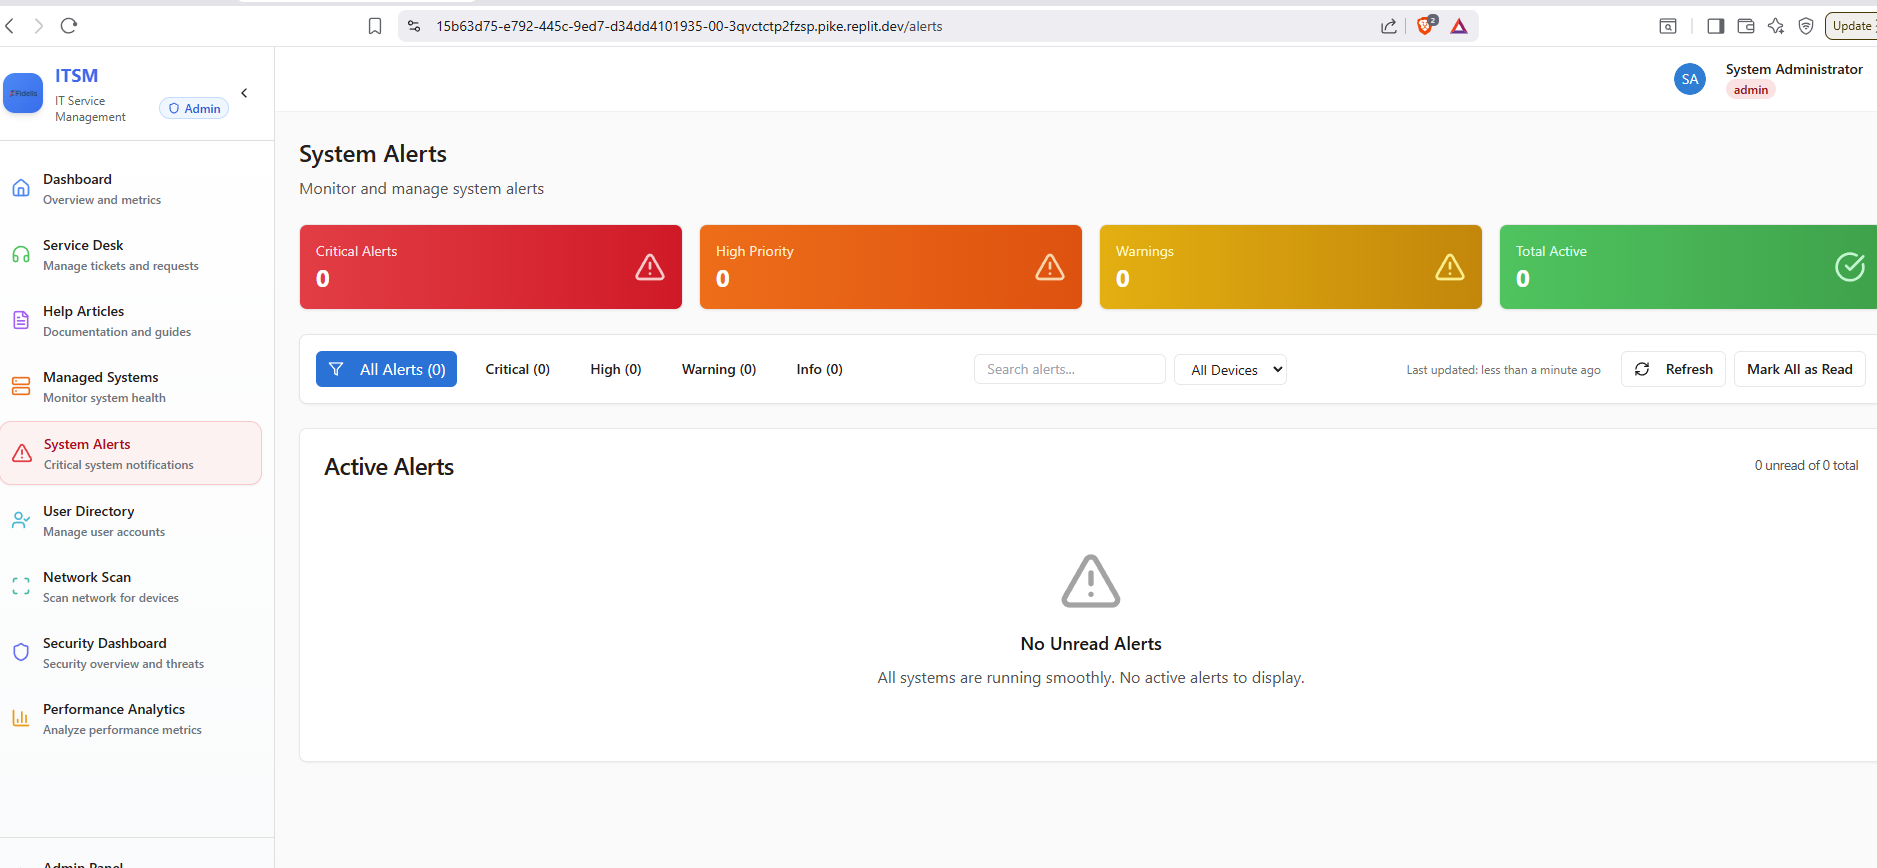 15b63d75-e792-445c-9ed7-d34dd4101935-00-3qvctctp2fzsp.pike.replit.dev/alerts
2
Update
Fidelis
ITSM
IT Service
Management
Admin
SA
System Administrator
admin
Dashboard
Overview and metrics
Service Desk
Manage tickets and requests
Help Articles
Documentation and guides
Managed Systems
Monitor system health
System Alerts
Critical system notifications
User Directory
Manage user accounts
Network Scan
Scan network for devices
Security Dashboard
Security overview and threats
Performance Analytics
Analyze performance metrics
Admin Panel
System Alerts
Monitor and manage system alerts
Critical Alerts
0
High Priority
0
Warnings
0
Total Active
0
All Alerts (0)
Critical (0)
High (0)
Warning (0)
Info (0)
Search alerts...
All Devices
Last updated: less than a minute ago
Refresh
Mark All as Read
Active Alerts
0 unread of 0 total
No Unread Alerts
All systems are running smoothly. No active alerts to display.